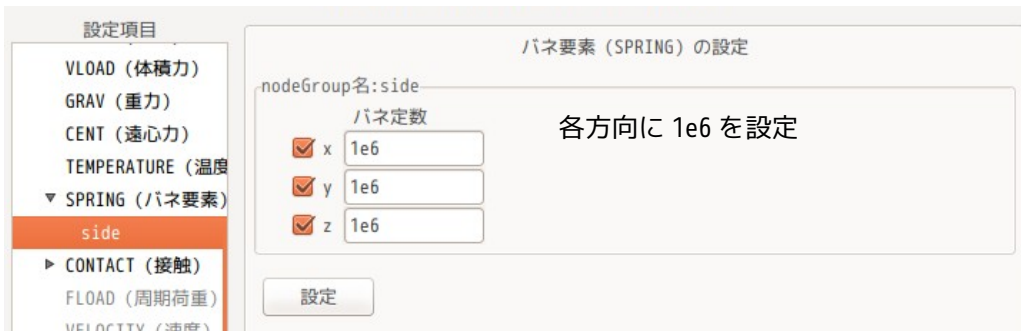 設定項目
VLOAD (体積力)
GRAV (重力)
CENT (遠心力)
TEMPERATURE (温度
▼ SPRING (バネ要素)
side
▶ CONTACT (接触)
FLOAD (周期荷重)
VELOCITY (速度)
バネ要素 (SPRING) の設定
nodeGroup名:side
バネ定数
x 1e6
y 1e6
z 1e6
各方向に 1e6 を設定
設定